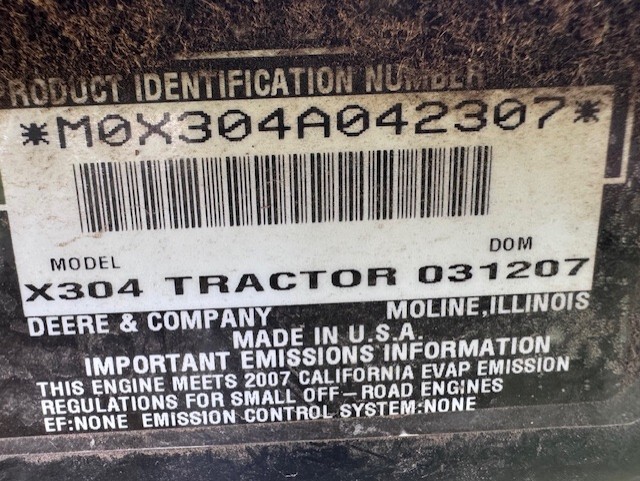 PRODUCT IDENTIFICATION NUMBER
*M0X304A042307*
MODEL DOM
X304 TRACTOR 031207
DEERE & COMPANY MOLINE,ILLINOIS
MADE IN U.S.A.
IMPORTANT EMISSIONS INFORMATION
THIS ENGINE MEETS 2007 CALIFORNIA EVAP EMISSION
REGULATIONS FOR SMALL OFF-ROAD ENGINES
EF:NONE EMISSION CONTROL SYSTEM:NONE